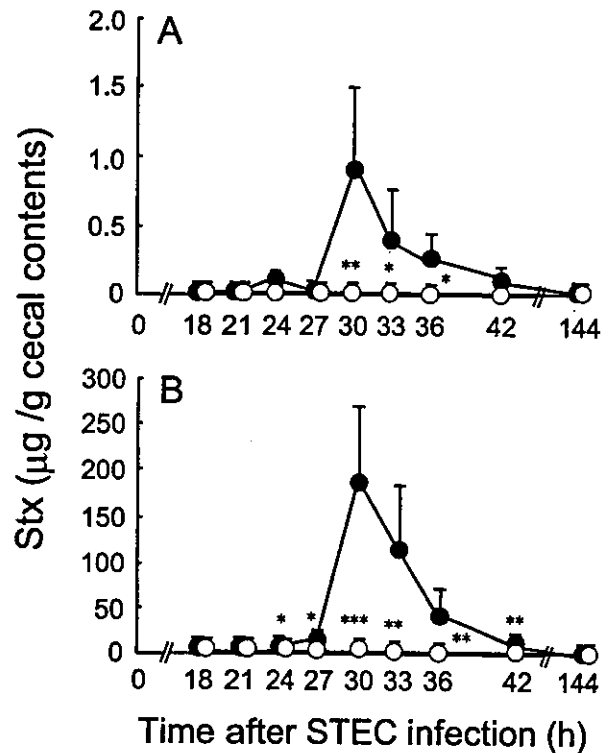 Stx (µg /g cecal contents)
A
2.0
1.5
1.0
0.5
0
** * *
0 18 21 24 27 30 33 36 42 144
B
300
250
200
150
100
50
0
* * *** ** ** **
0 18 21 24 27 30 33 36 42 144
Time after STEC infection (h)